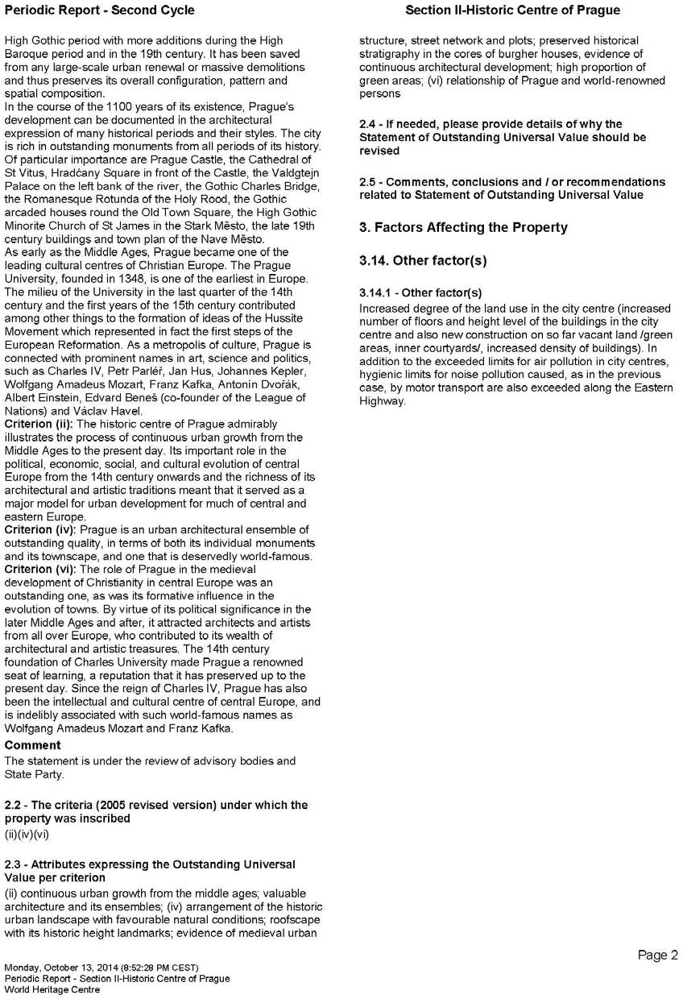 Periodic Report - Second Cycle
Section II-Historic Centre of Prague
High Gothic period with more additions during the High
Baroque period and in the 19th century. It has been saved
from any large-scale urban renewal or massive demolitions
and thus preserves its overall configuration, pattern and
spatial composition.
In the course of the 1100 years of its existence, Prague's
development can be documented in the architectural
expression of many historical periods and their styles. The city
is rich in outstanding monuments from all periods of its history.
Of particular importance are Prague Castle, the Cathedral of
St Vitus, Hradćany Square in front of the Castle, the Valdgtejn
Palace on the left bank of the river, the Gothic Charles Bridge,
the Romanesque Rotunda of the Holy Rood, the Gothic
arcaded houses round the Old Town Square, the High Gothic
Minorite Church of St James in the Stark Mĕsto, the late 19th
century buildings and town plan of the Nave Mĕsto.
As early as the Middle Ages, Prague became one of the
leading cultural centres of Christian Europe. The Prague
University, founded in 1348, is one of the earliest in Europe.
The milieu of the University in the last quarter of the 14th
century and the first years of the 15th century contributed
among other things to the formation of ideas of the Hussite
Movement which represented in fact the first steps of the
European Reformation. As a metropolis of culture, Prague is
connected with prominent names in art, science and politics,
such as Charles IV, Petr Parléř, Jan Hus, Johannes Kepler,
Wolfgang Amadeus Mozart, Franz Kafka, Antonín Dvořák,
Albert Einstein, Edvard Beneš (co-founder of the League of
Nations) and Václav Havel.
Criterion (ii): The historic centre of Prague admirably
illustrates the process of continuous urban growth from the
Middle Ages to the present day. Its important role in the
political, economic, social, and cultural evolution of central
Europe from the 14th century onwards and the richness of its
architectural and artistic traditions meant that it served as a
major model for urban development for much of central and
eastern Europe.
Criterion (iv): Prague is an urban architectural ensemble of
outstanding quality, in terms of both its individual monuments
and its townscape, and one that is deservedly world-famous.
Criterion (vi): The role of Prague in the medieval
development of Christianity in central Europe was an
outstanding one, as was its formative influence in the
evolution of towns. By virtue of its political significance in the
later Middle Ages and after, it attracted architects and artists
from all over Europe, who contributed to its wealth of
architectural and artistic treasures. The 14th century
foundation of Charles University made Prague a renowned
seat of learning, a reputation that it has preserved up to the
present day. Since the reign of Charles IV, Prague has also
been the intellectual and cultural centre of central Europe, and
is indelibly associated with such world-famous names as
Wolfgang Amadeus Mozart and Franz Kafka.
Comment
The statement is under the review of advisory bodies and
State Party.
2.2 - The criteria (2005 revised version) under which the
property was inscribed
(ii)(iv)(vi)
2.3 - Attributes expressing the Outstanding Universal
Value per criterion
(ii) continuous urban growth from the middle ages; valuable
architecture and its ensembles; (iv) arrangement of the historic
urban landscape with favourable natural conditions; roofscape
with its historic height landmarks; evidence of medieval urban
structure, street network and plots; preserved historical
stratigraphy in the cores of burgher houses, evidence of
continuous architectural development; high proportion of
green areas; (vi) relationship of Prague and world-renowned
persons
2.4 - If needed, please provide details of why the
Statement of Outstanding Universal Value should be
revised
2.5 - Comments, conclusions and / or recommendations
related to Statement of Outstanding Universal Value
3. Factors Affecting the Property
3.14. Other factor(s)
3.14.1 - Other factor(s)
Increased degree of the land use in the city centre (increased
number of floors and height level of the buildings in the city
centre and also new construction on so far vacant land /green
areas, inner courtyards/, increased density of buildings). In
addition to the exceeded limits for air pollution in city centres,
hygienic limits for noise pollution caused, as in the previous
case, by motor transport are also exceeded along the Eastern
Highway.
Page 2
Monday, October 13, 2014 (8:52:28 PM CEST)
Periodic Report - Section II-Historic Centre of Prague
World Heritage Centre